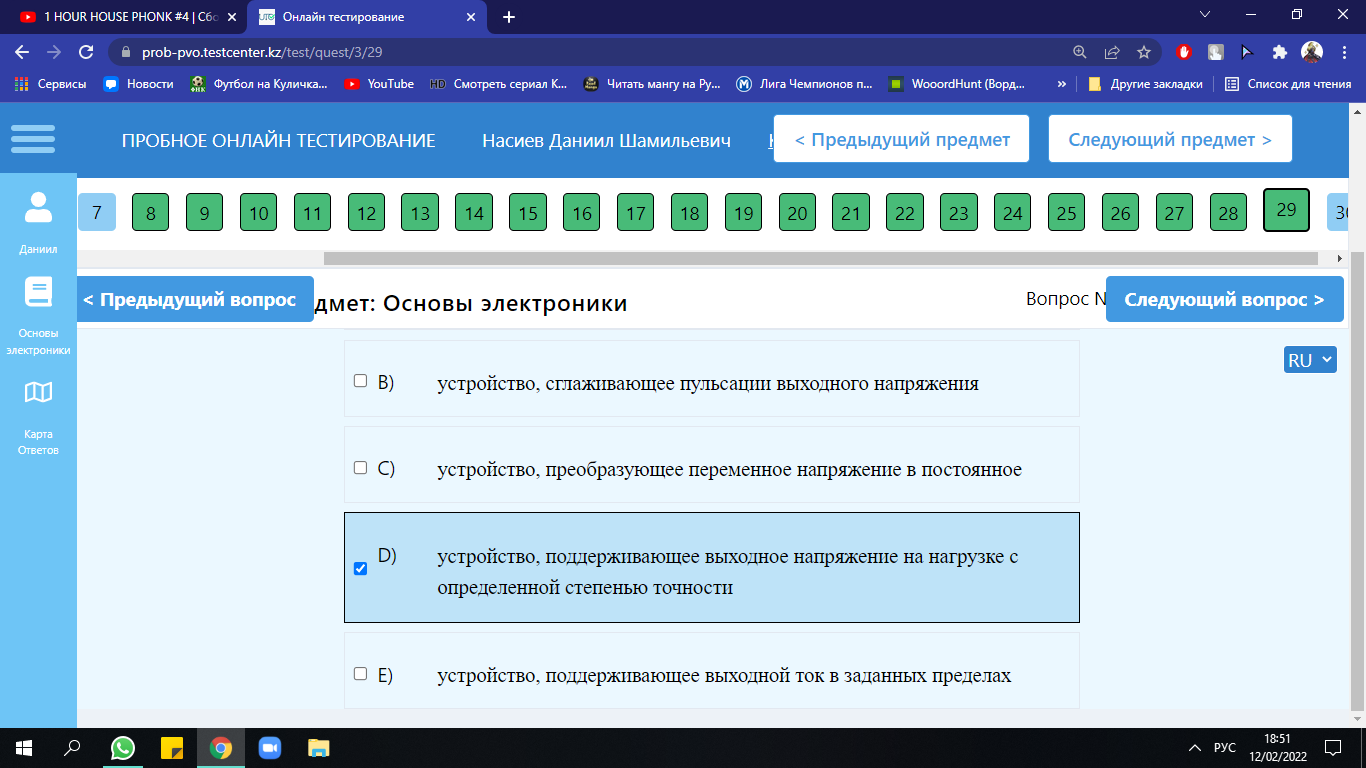 1 HOUR HOUSE PHONK #4 | Сбо
Онлайн тестирование
prob-pvo.testcenter.kz/test/quest/3/29
Сервисы Новости Футбол на Куличка... YouTube HD Смотреть сериал К... Читать мангу на Ру... Лига Чемпионов п... WooordHunt (Ворд... » Другие закладки Список для чтения
ПРОБНОЕ ОНЛАЙН ТЕСТИРОВАНИЕ Насиев Даниил Шамильевич < Предыдущий предмет Следующий предмет >
7 8 9 10 11 12 13 14 15 16 17 18 19 20 21 22 23 24 25 26 27 28 29 30
Даниил
Основы
электроники
Карта
Ответов
< Предыдущий вопрос дмет: Основы электроники Вопрос N Следующий вопрос >
RU
B) устройство, сглаживающее пульсации выходного напряжения
C) устройство, преобразующее переменное напряжение в постоянное
D) устройство, поддерживающее выходное напряжение на нагрузке с
определенной степенью точности
E) устройство, поддерживающее выходной ток в заданных пределах
РУС
18:51
12/02/2022